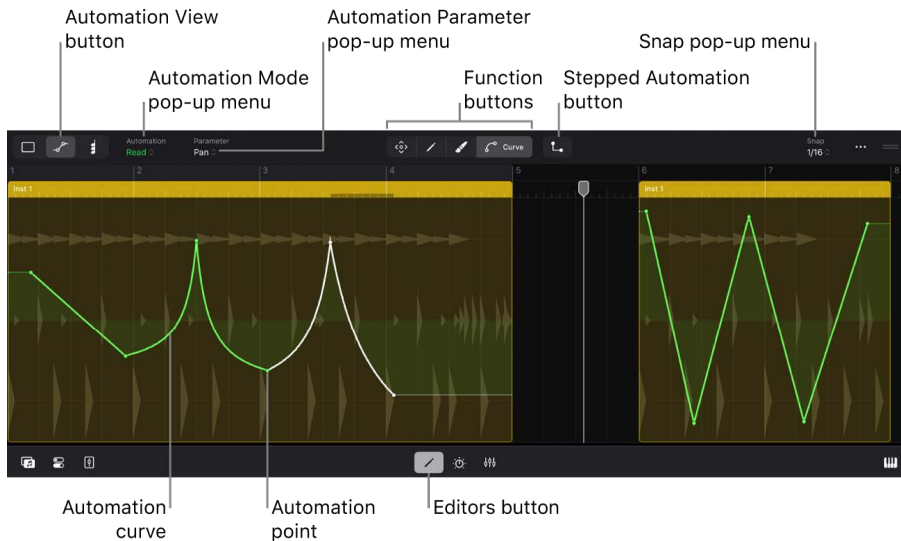 Automation View
button
Automation Parameter
pop-up menu
Snap pop-up menu
Automation Mode
pop-up menu
Function
buttons
Stepped Automation
button
Automation
Read
Parameter
Pan
Curve
Snap
1/16
1 2 3 4 5 6 7 8
Inst 1
Inst 1
Automation
curve
Automation
point
Editors button